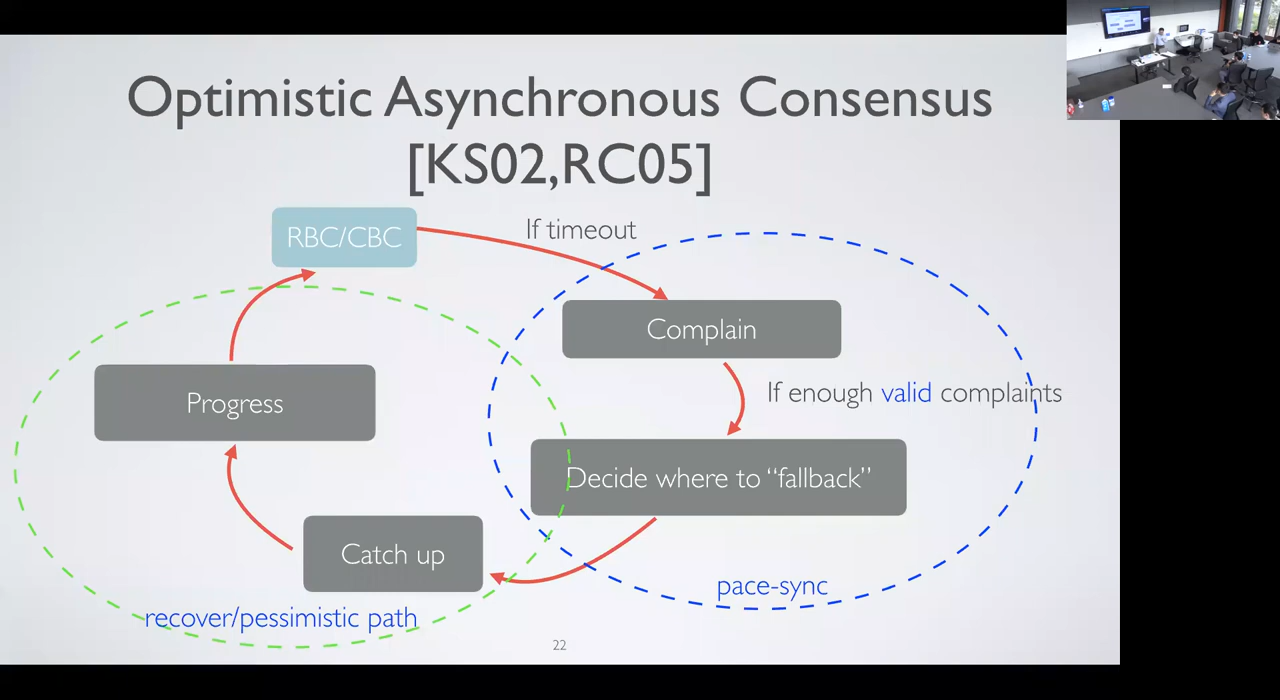 Optimistic Asynchronous Consensus
[KS02,RC05]
RBC/CBC
If timeout
Complain
If enough valid complaints
Progress
Decide where to “fallback”
Catch up
pace-sync
recover/pessimistic path
22